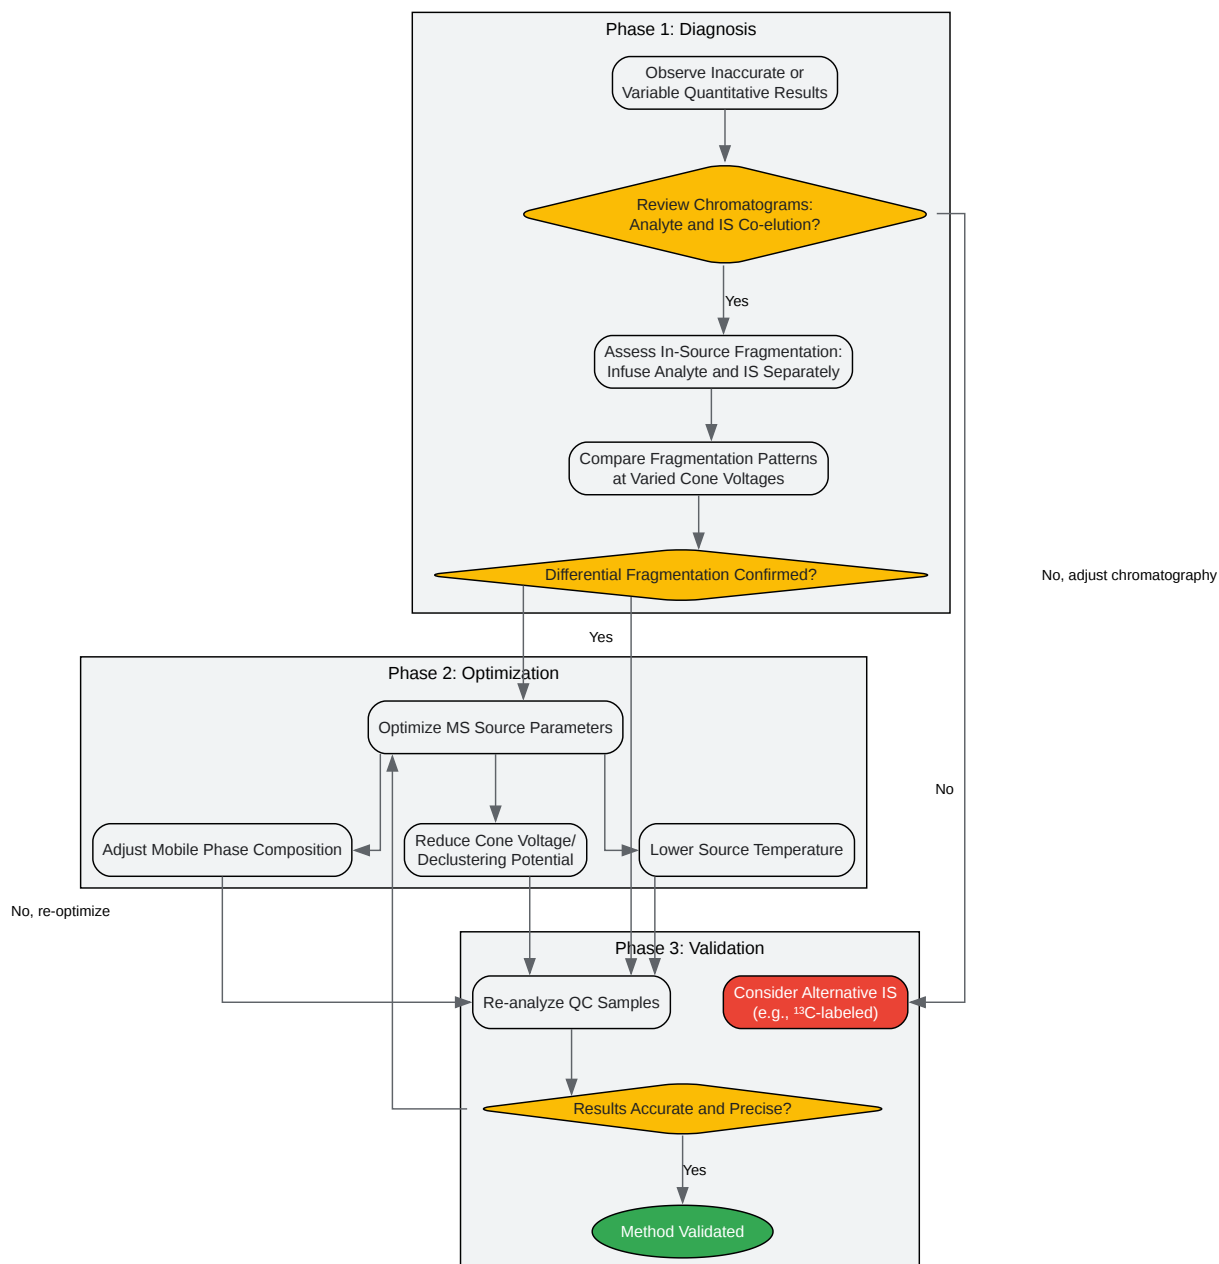 Phase 1: Diagnosis
Observe Inaccurate or
Variable Quantitative Results
Review Chromatograms:
Analyte and IS Co-elution?
Yes
Assess In-Source Fragmentation:
Infuse Analyte and IS Separately
Compare Fragmentation Patterns
at Varied Cone Voltages
Differential Fragmentation Confirmed?
No, adjust chromatography
Yes
Phase 2: Optimization
Optimize MS Source Parameters
No
Adjust Mobile Phase Composition
Reduce Cone Voltage/
Declustering Potential
Lower Source Temperature
No, re-optimize
Phase 3: Validation
Re-analyze QC Samples
Consider Alternative IS
(e.g., ¹³C-labeled)
Results Accurate and Precise?
Yes
Method Validated